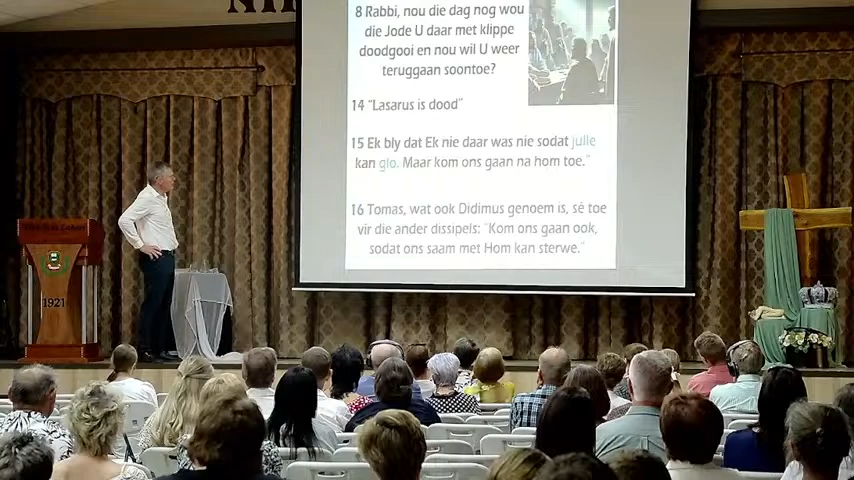 8 Rabbi, nou die dag nog wou
die Jode U daar met klippe
doodgooi en nou wil U weer
teruggaan soontoe?
14 "Lasarus is dood"
15 Ek bly dat Ek nie daar was nie sodat julle
kan glo. Maar kom ons gaan na hom toe."
16 Tomas, wat ook Didimus genoem is, sê toe
vir die ander dissipels: "Kom ons gaan ook,
sodat ons saam met Hom kan sterwe."
1921